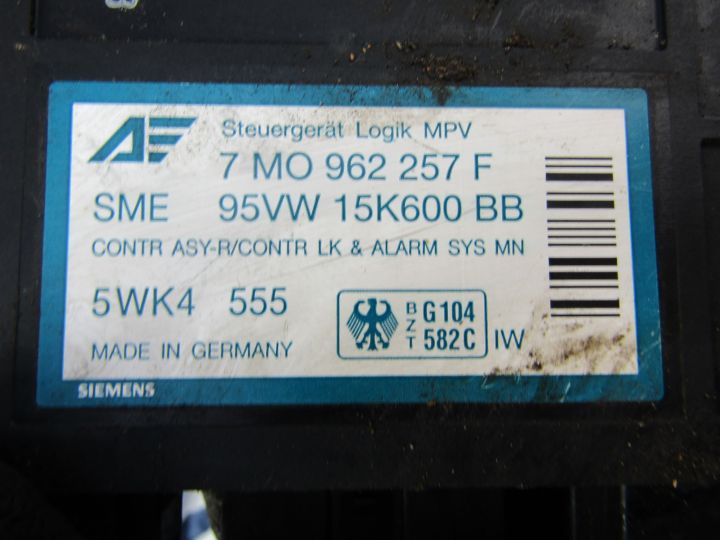 AF
Steuergerät Logik MPV
7 MO 962 257 F
SME 95VW 15K600 BB
CONTR ASY-R/CONTR LK & ALARM SYS MN
5WK4 555
BZT G104 582C IW
MADE IN GERMANY
SIEMENS